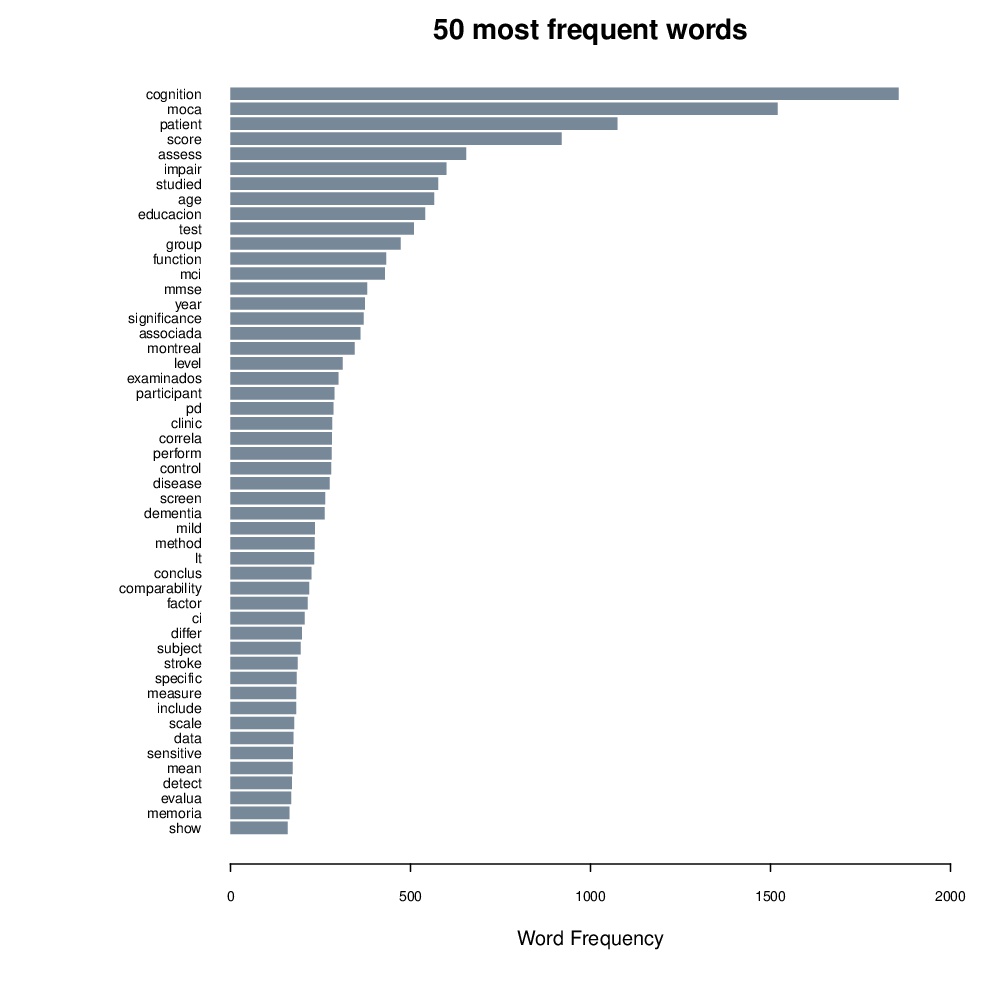 50 most frequent words
cognition
moca
patient
score
assess
impair
studied
age
educacion
test
group
function
mci
mmse
year
significance
associada
montreal
level
examinados
participant
pd
clinic
correla
perform
control
disease
screen
dementia
mild
method
lt
conclus
comparability
factor
ci
differ
subject
stroke
specific
measure
include
scale
data
sensitive
mean
detect
evalua
memoria
show
0 500 1000 1500 2000
Word Frequency